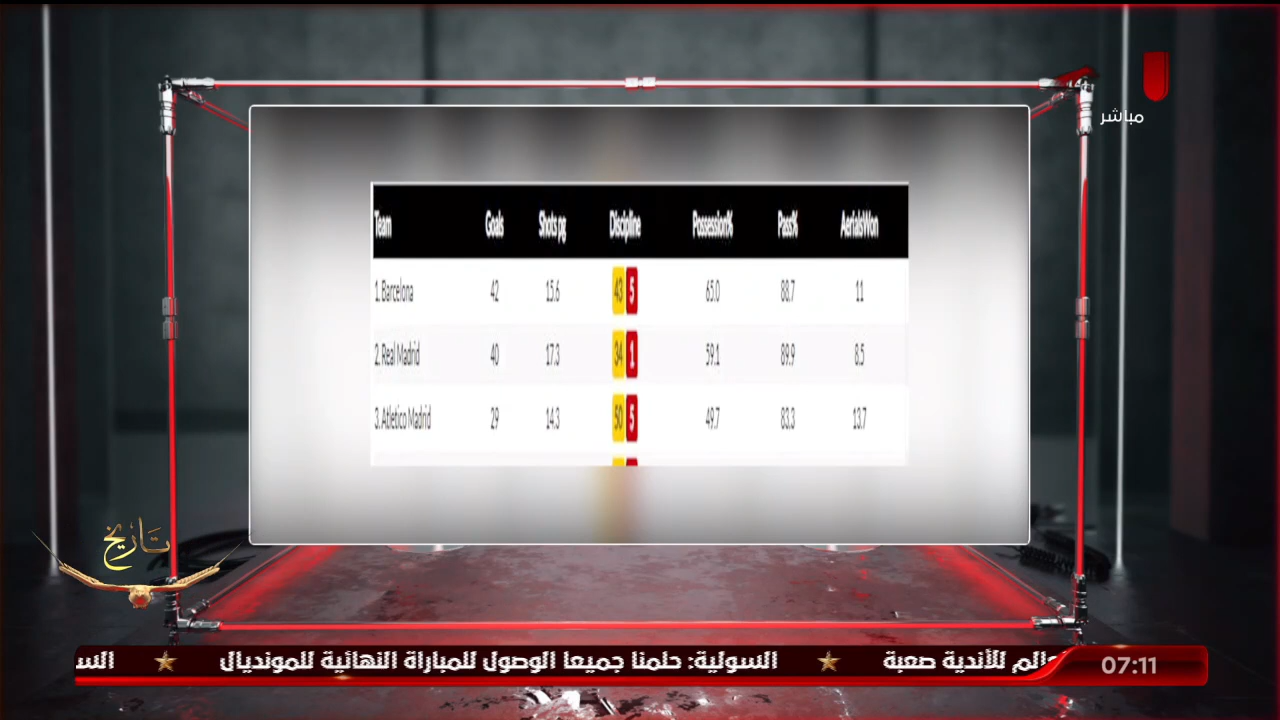 مباشر
Team Goals Shots pg Discipline Possession% Pass% AerialsWon
1. Barcelona 42 15.6 43 5 65.0 88.7 11
2. Real Madrid 40 17.3 34 1 59.1 89.9 8.5
3. Atletico Madrid 29 14.3 50 5 49.7 83.3 13.7
تاريخ
للأندية صعبة ★ السولية: حلمنا جميعا الوصول للمباراة النهائية للمونديال ★
07:11